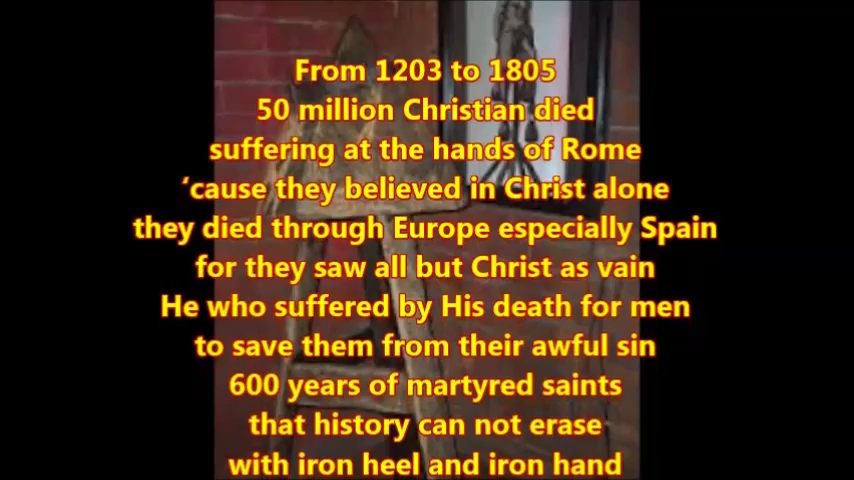 From 1203 to 1805
50 million Christian died
suffering at the hands of Rome
‘cause they believed in Christ alone
they died through Europe especially Spain
for they saw all but Christ as vain
He who suffered by His death for men
to save them from their awful sin
600 years of martyred saints
that history can not erase
with iron heel and iron hand